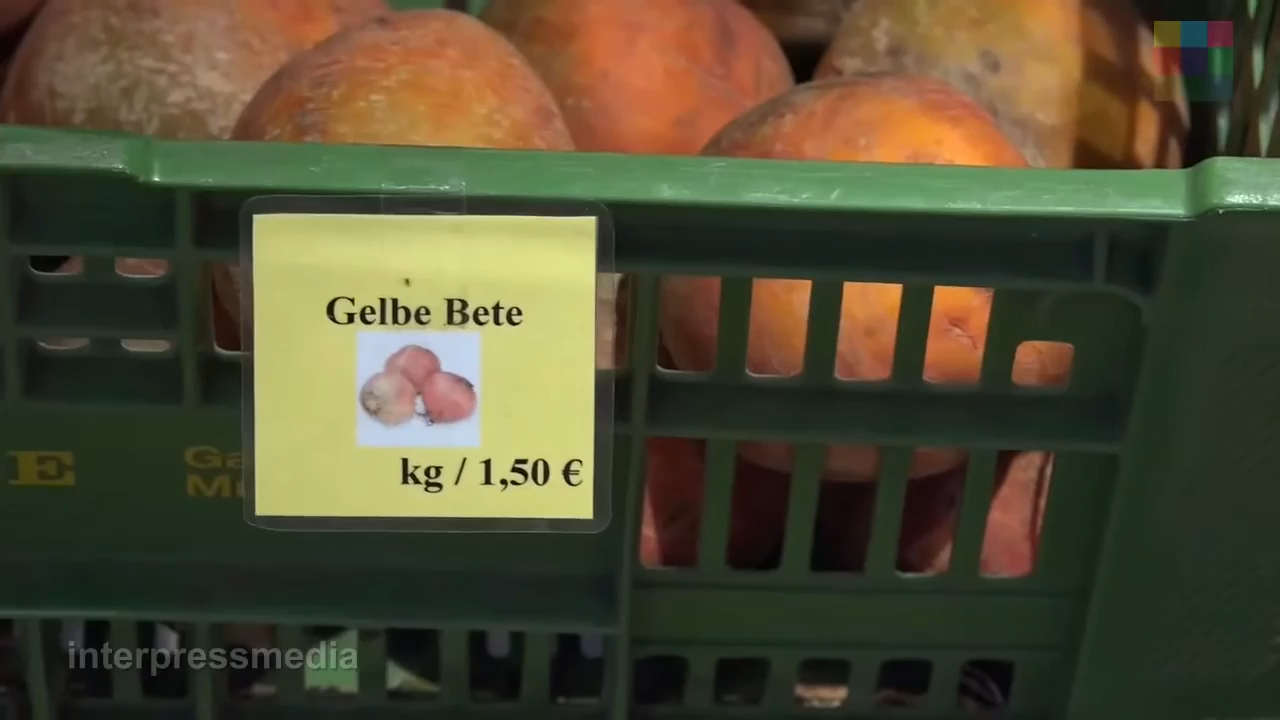 Gelbe Bete
kg / 1,50 €
E
interpressmedia